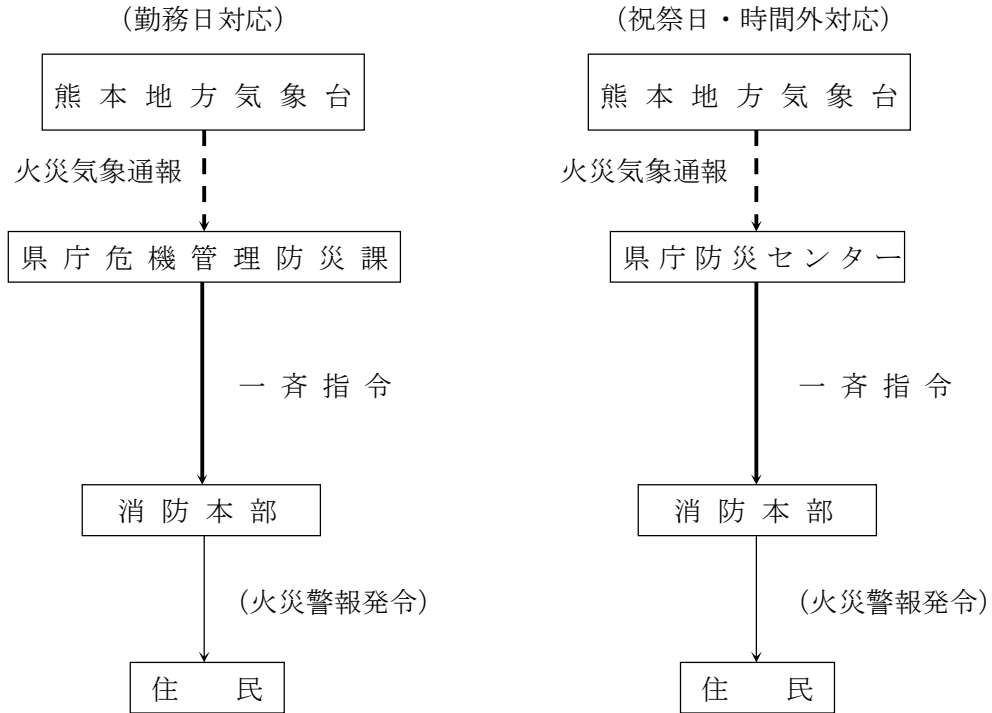 （勤務日対応）
熊本地方気象台
火災気象通報
県庁危機管理防災課
一斉指令
消防本部
（火災警報発令）
住　民
（祝祭日・時間外対応）
熊本地方気象台
火災気象通報
県庁防災センター
一斉指令
消防本部
（火災警報発令）
住　民